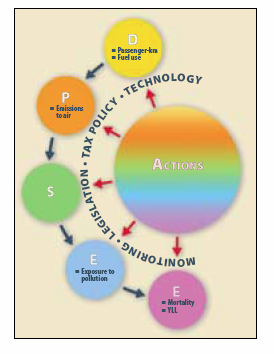 D
▪ Passenger-km
▪ Fuel use
P
▪ Emissions
to air
S
E
▪ Exposure to
pollution
E
▪ Mortality
▪ YLL
MONITORING • LEGISLATION • TAX POLICY • TECHNOLOGY
ACTIONS